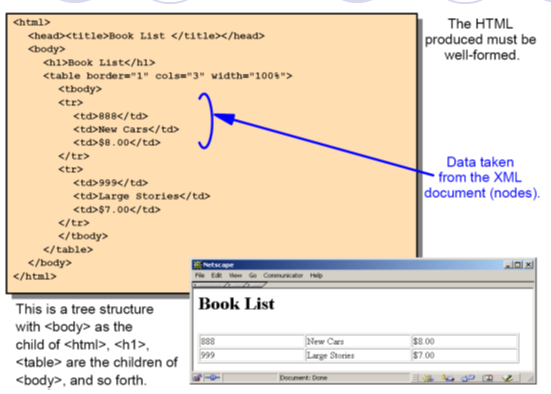 <html>
<head><title>Book List </title></head>
<body>
<h1>Book List</h1>
<table border="1" cols="3" width="100%">
<tbody>
<tr>
<td>888</td>
<td>New Cars</td>
<td>$8.00</td>
</tr>
<tr>
<td>999</td>
<td>Large Stories</td>
<td>$7.00</td>
</tr>
</tbody>
</table>
</body>
</html>
The HTML
produced must be
well-formed.
Data taken
from the XML
document (nodes).
This is a tree structure
with <body> as the
child of <html>, <h1>,
<table> are the children of
<body>, and so forth.
Netscape
File Edit View Go Communicator Help
Book List
888 New Cars $8.00
999 Large Stories $7.00
Document: Done